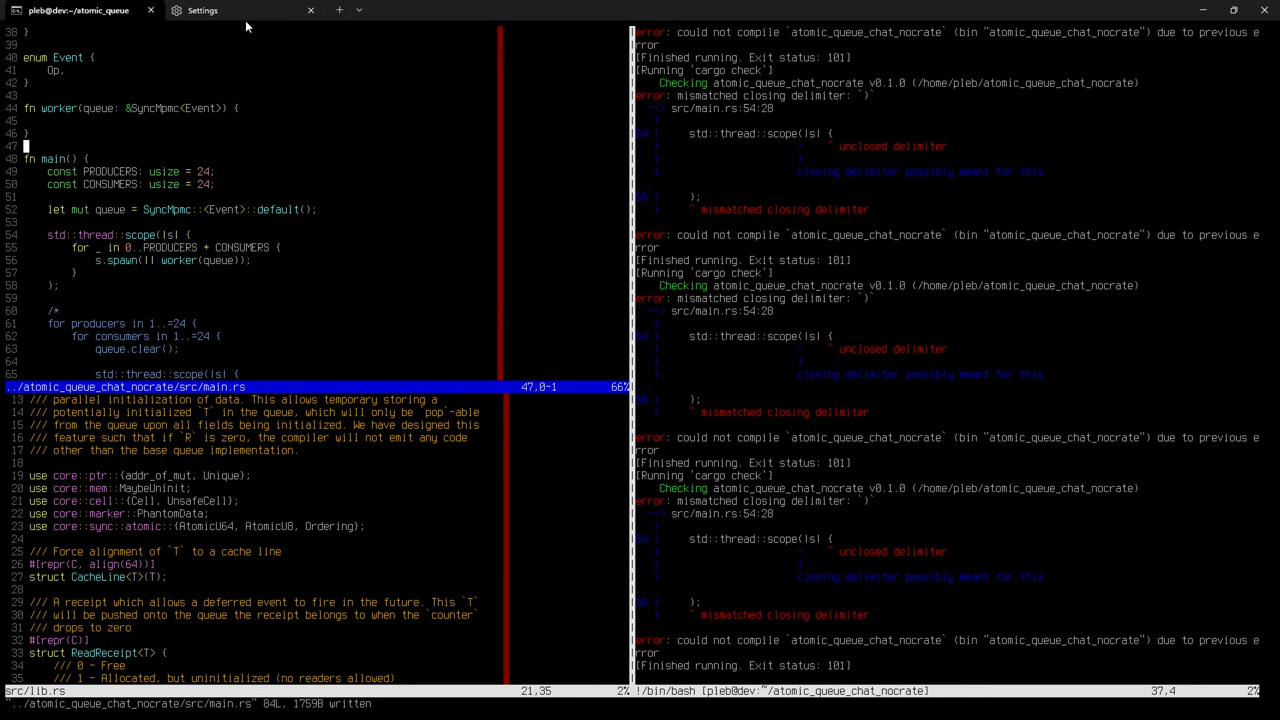 pleb@dev:~/atomic_queue
Settings
38 }
39
40 enum Event {
41     Op,
42 }
43
44 fn worker(queue: &SyncMpmc<Event>) {
45
46 }
47
48 fn main() {
49     const PRODUCERS: usize = 24;
50     const CONSUMERS: usize = 24;
51
52     let mut queue = SyncMpmc::<Event>::default();
53
54     std::thread::scope(|s| {
55         for _ in 0..PRODUCERS + CONSUMERS {
56             s.spawn(|| worker(queue));
57         }
58     );
59
60     /*
61     for producers in 1..=24 {
62         for consumers in 1..=24 {
63             queue.clear();
64
65             std::thread::scope(|s| {
../atomic_queue_chat_nocrate/src/main.rs 47,0-1 66%
13 /// parallel initialization of data. This allows temporary storing a
14 /// potentially initialized `T` in the queue, which will only be `pop`-able
15 /// from the queue upon all fields being initialized. We have designed this
16 /// feature such that if `R` is zero, the compiler will not emit any code
17 /// other than the base queue implementation.
18
19 use core::ptr::{addr_of_mut, Unique};
20 use core::mem::MaybeUninit;
21 use core::cell::{Cell, UnsafeCell};
22 use core::marker::PhantomData;
23 use core::sync::atomic::{AtomicU64, AtomicU8, Ordering};
24
25 /// Force alignment of `T` to a cache line
26 #[repr(C, align(64))]
27 struct CacheLine<T>(T);
28
29 /// A receipt which allows a deferred event to fire in the future. This `T`
30 /// will be pushed onto the queue the receipt belongs to when the `counter`
31 /// drops to zero
32 #[repr(C)]
33 struct ReadReceipt<T> {
34     /// 0 - Free
35     /// 1 - Allocated, but uninitialized (no readers allowed)
src/lib.rs 21,35 2%
"../atomic_queue_chat_nocrate/src/main.rs" 84L, 1759B written
error: could not compile `atomic_queue_chat_nocrate` (bin "atomic_queue_chat_nocrate") due to previous e
rror
[Finished running. Exit status: 101]
[Running 'cargo check']
    Checking atomic_queue_chat_nocrate v0.1.0 (/home/pleb/atomic_queue_chat_nocrate)
error: mismatched closing delimiter: `)`
  --> src/main.rs:54:28
   |
54 |     std::thread::scope(|s| {
   |                       -    ^ unclosed delimiter
   |                       |
   |                       closing delimiter possibly meant for this
...
58 |     );
   |     ^ mismatched closing delimiter

error: could not compile `atomic_queue_chat_nocrate` (bin "atomic_queue_chat_nocrate") due to previous e
rror
[Finished running. Exit status: 101]
[Running 'cargo check']
    Checking atomic_queue_chat_nocrate v0.1.0 (/home/pleb/atomic_queue_chat_nocrate)
error: mismatched closing delimiter: `)`
  --> src/main.rs:54:28
   |
54 |     std::thread::scope(|s| {
   |                       -    ^ unclosed delimiter
   |                       |
   |                       closing delimiter possibly meant for this
...
58 |     );
   |     ^ mismatched closing delimiter

error: could not compile `atomic_queue_chat_nocrate` (bin "atomic_queue_chat_nocrate") due to previous e
rror
[Finished running. Exit status: 101]
[Running 'cargo check']
    Checking atomic_queue_chat_nocrate v0.1.0 (/home/pleb/atomic_queue_chat_nocrate)
error: mismatched closing delimiter: `)`
  --> src/main.rs:54:28
   |
54 |     std::thread::scope(|s| {
   |                       -    ^ unclosed delimiter
   |                       |
   |                       closing delimiter possibly meant for this
...
58 |     );
   |     ^ mismatched closing delimiter

error: could not compile `atomic_queue_chat_nocrate` (bin "atomic_queue_chat_nocrate") due to previous e
rror
[Finished running. Exit status: 101]
!/bin/bash [pleb@dev:~/atomic_queue_chat_nocrate] 37,4 2%